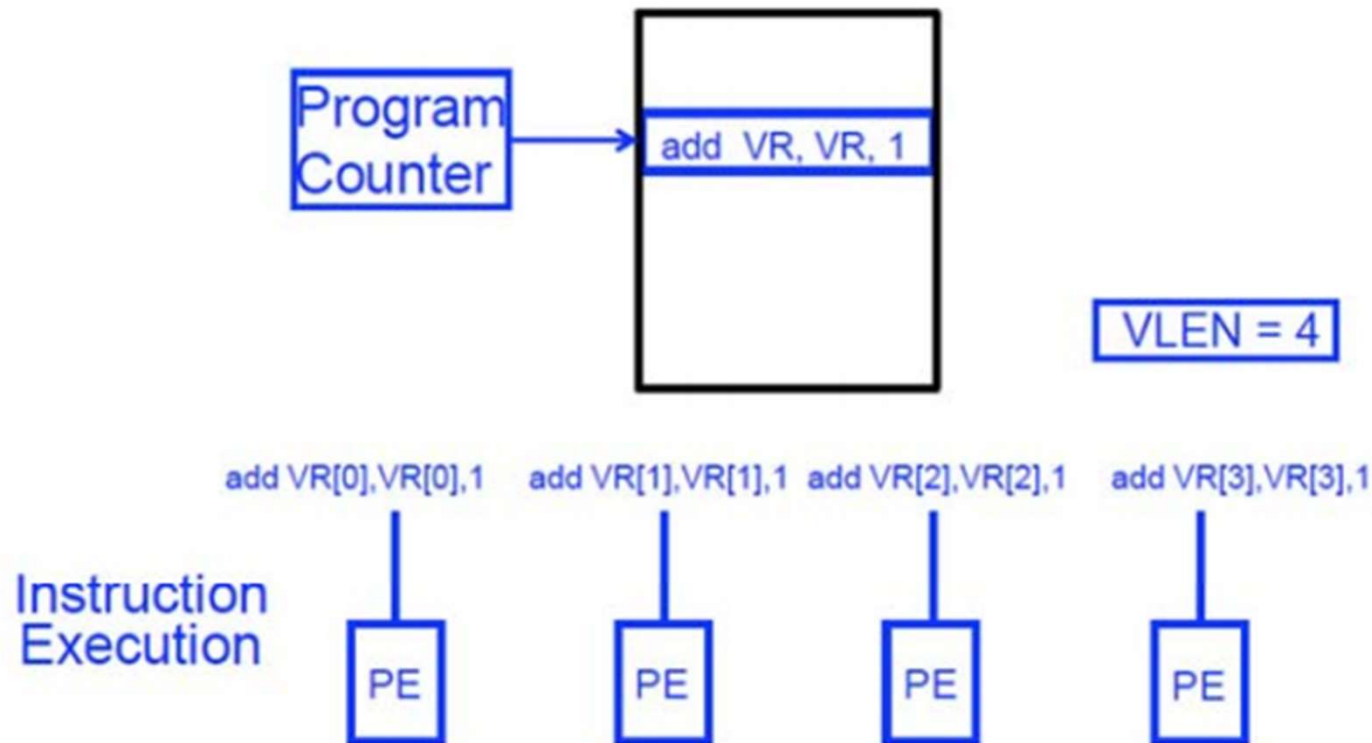 Program
Counter
add VR, VR, 1
VLEN = 4
add VR[0],VR[0],1
add VR[1],VR[1],1
add VR[2],VR[2],1
add VR[3],VR[3],1
Instruction
Execution
PE
PE
PE
PE